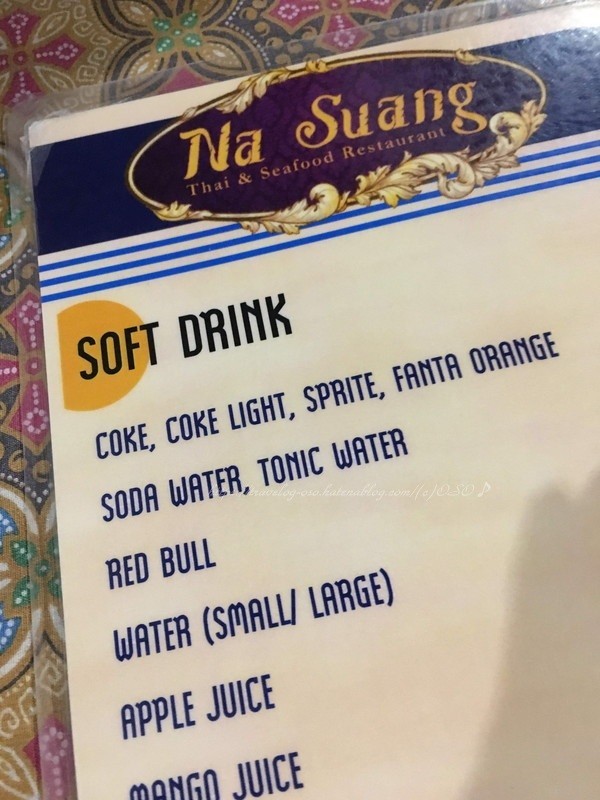 Na Suang
Thai & Seafood Restaurant
SOFT DRINK
COKE, COKE LIGHT, SPRITE, FANTA ORANGE
SODA WATER, TONIC WATER
RED BULL
WATER (SMALL/ LARGE)
APPLE JUICE
MANGO JUICE